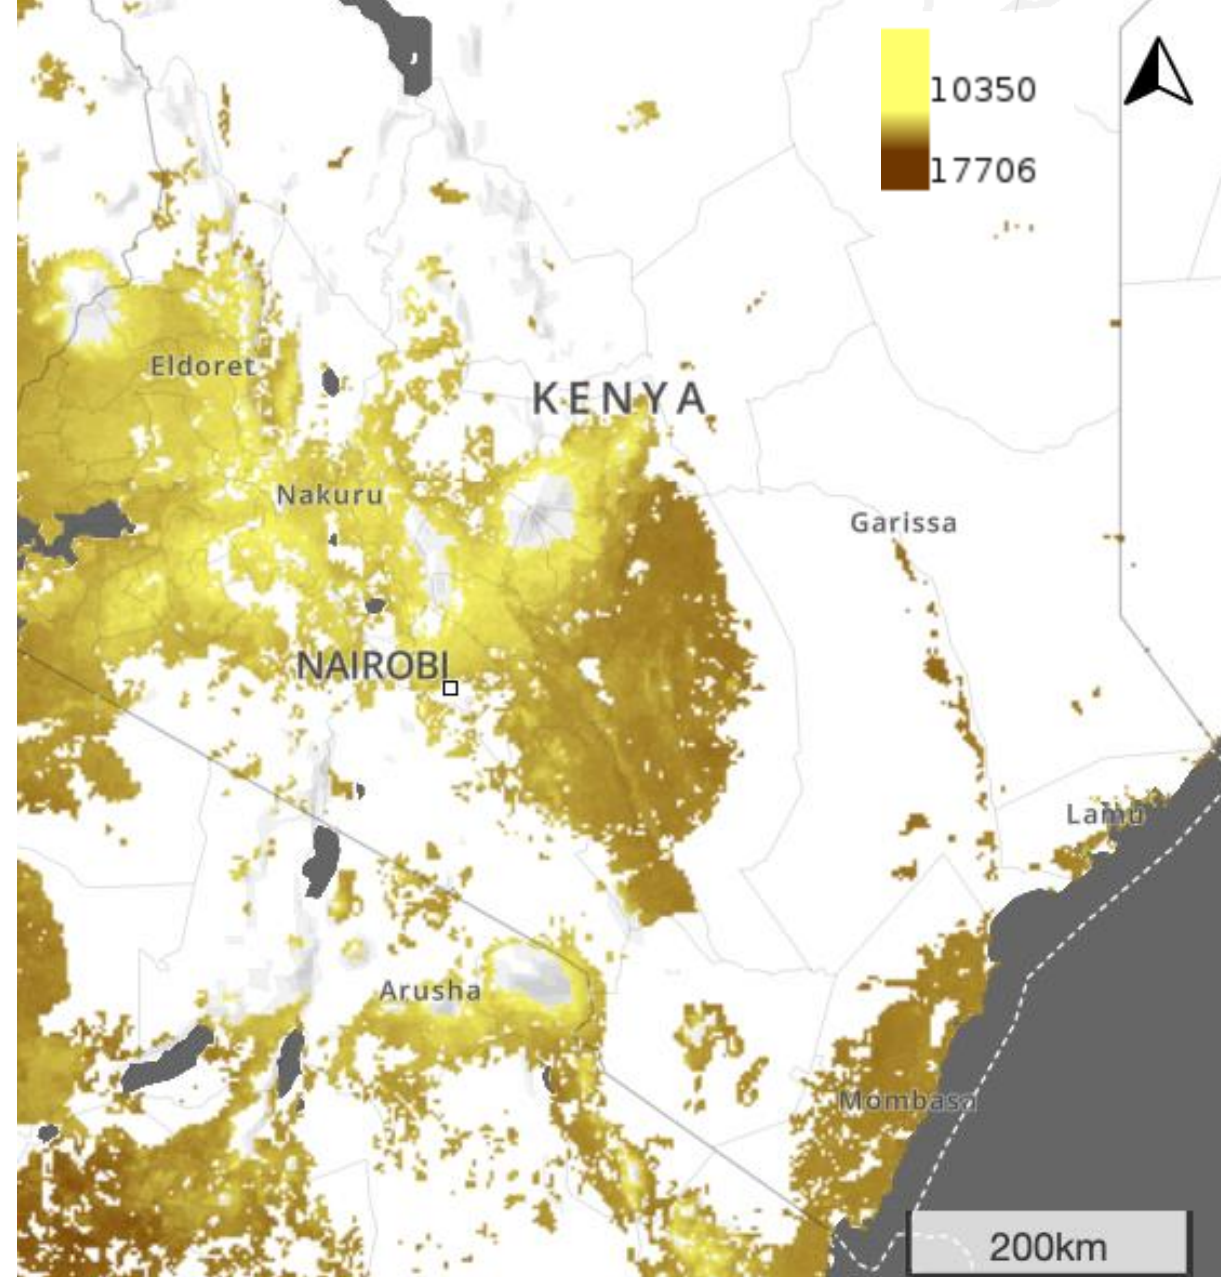 10350
17706
Eldoret
KENYA
Nakuru
Garissa
NAIROBI
Lamu
Arusha
Mombasa
200km